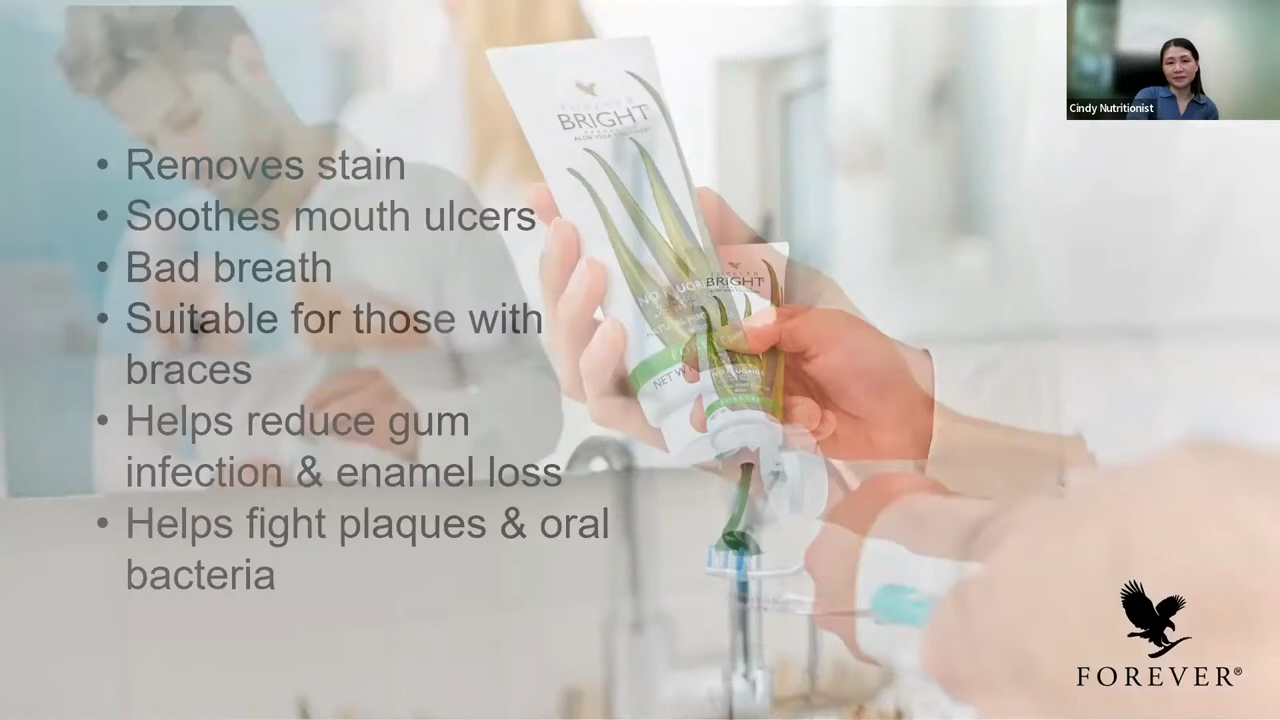 Cindy Nutritionist
• Removes stain
• Soothes mouth ulcers
• Bad breath
• Suitable for those with
braces
• Helps reduce gum
infection & enamel loss
• Helps fight plaques & oral
bacteria
FOREVER
BRIGHT
BRIGHT
FOREVER®